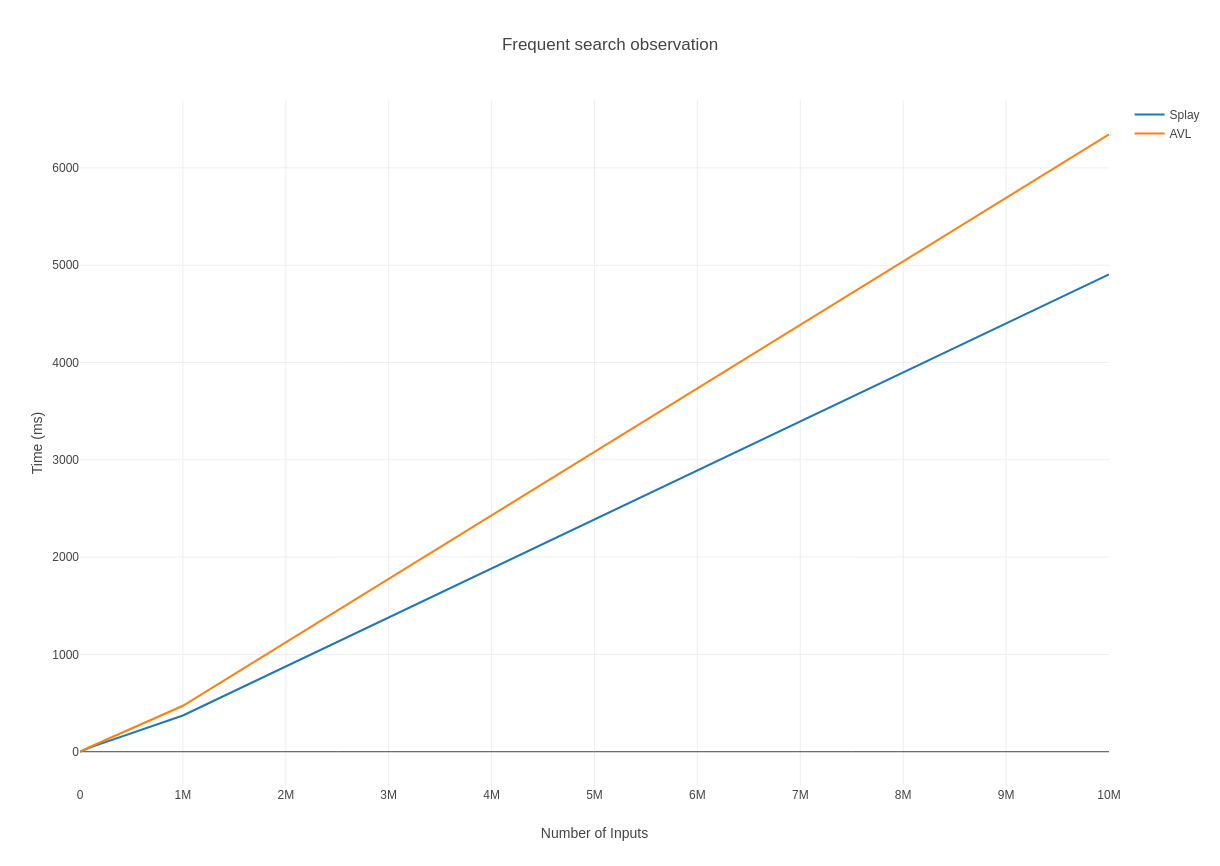 Frequent search observation
Splay
AVL
6000
5000
4000
3000
2000
1000
0
Time (ms)
0 1M 2M 3M 4M 5M 6M 7M 8M 9M 10M
Number of Inputs